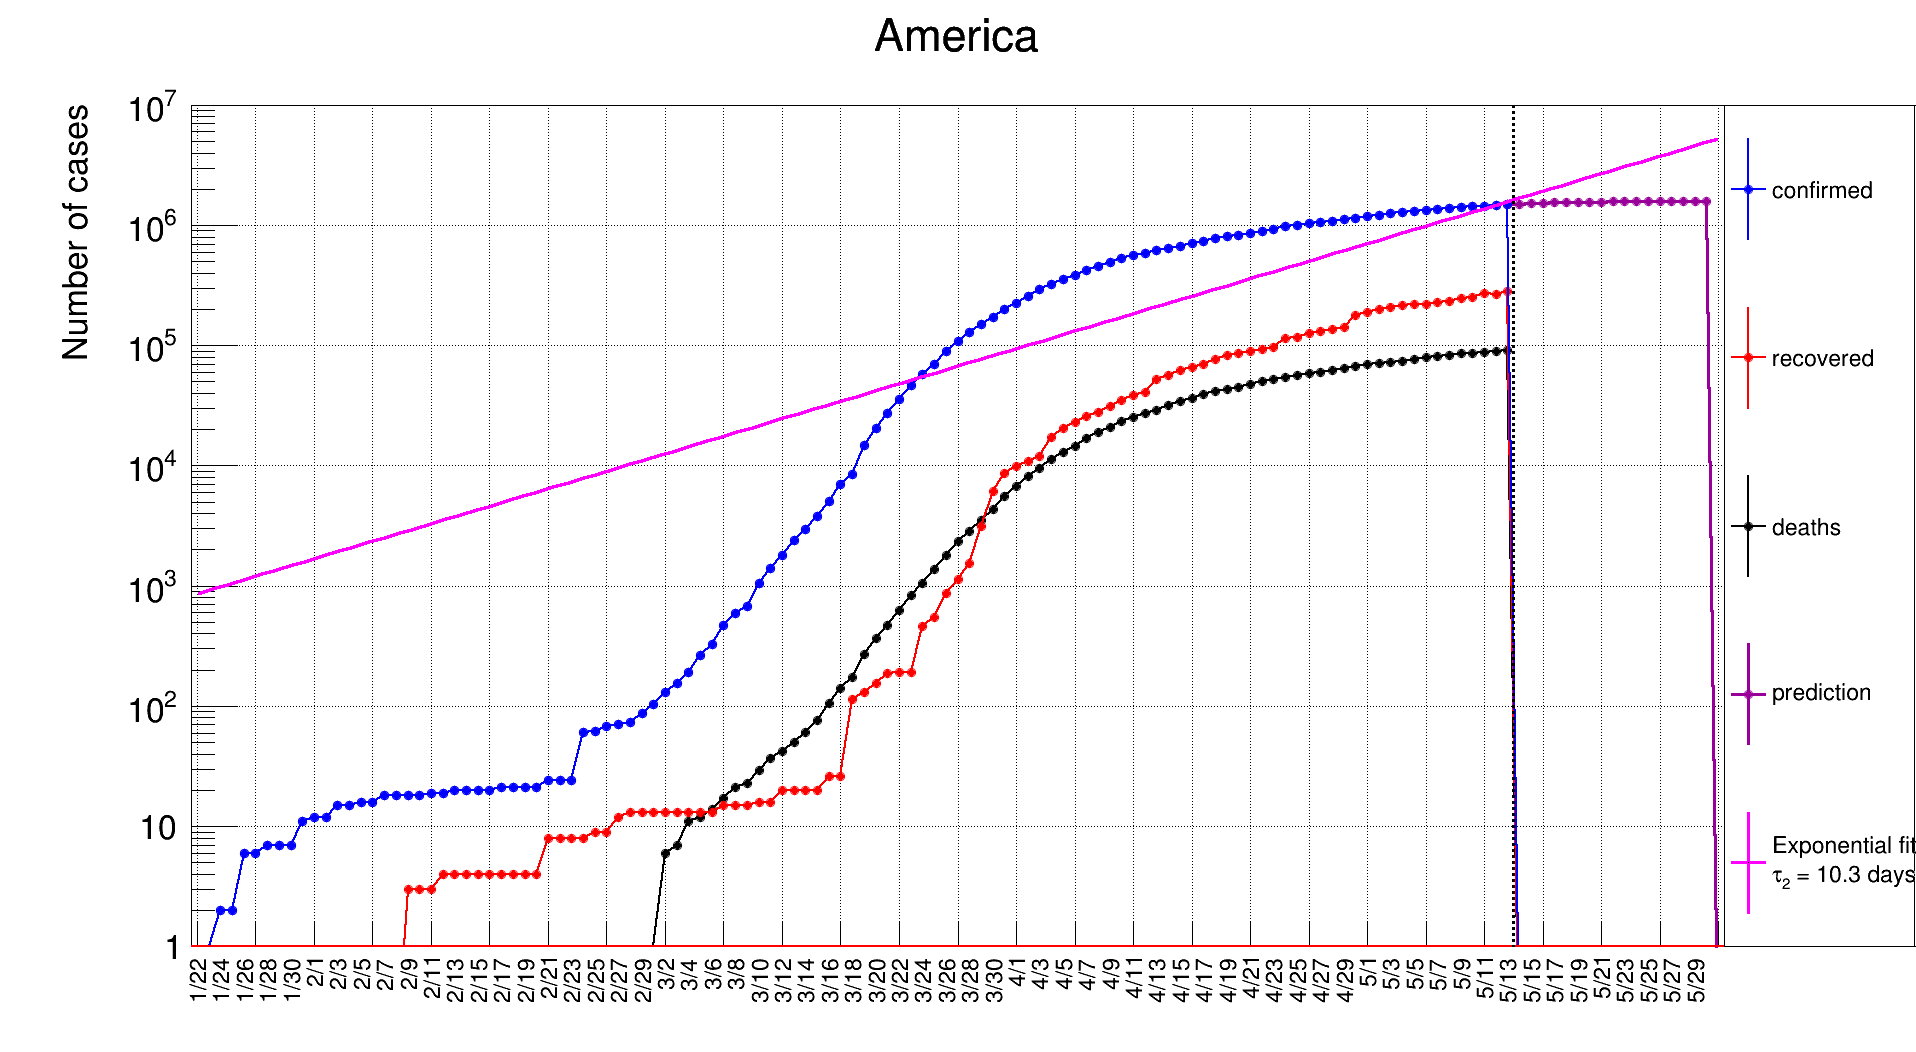 America
Number of cases
10^7
10^6
10^5
10^4
10^3
10^2
10
1
1/22 1/24 1/26 1/28 1/30 2/1 2/3 2/5 2/7 2/9 2/11 2/13 2/15 2/17 2/19 2/21 2/23 2/25 2/27 2/29 3/2 3/4 3/6 3/8 3/10 3/12 3/14 3/16 3/18 3/20 3/22 3/24 3/26 3/28 3/30 4/1 4/3 4/5 4/7 4/9 4/11 4/13 4/15 4/17 4/19 4/21 4/23 4/25 4/27 4/29 5/1 5/3 5/5 5/7 5/9 5/11 5/13 5/15 5/17 5/19 5/21 5/23 5/25 5/27 5/29
confirmed
recovered
deaths
prediction
Exponential fit
τ₂ = 10.3 days